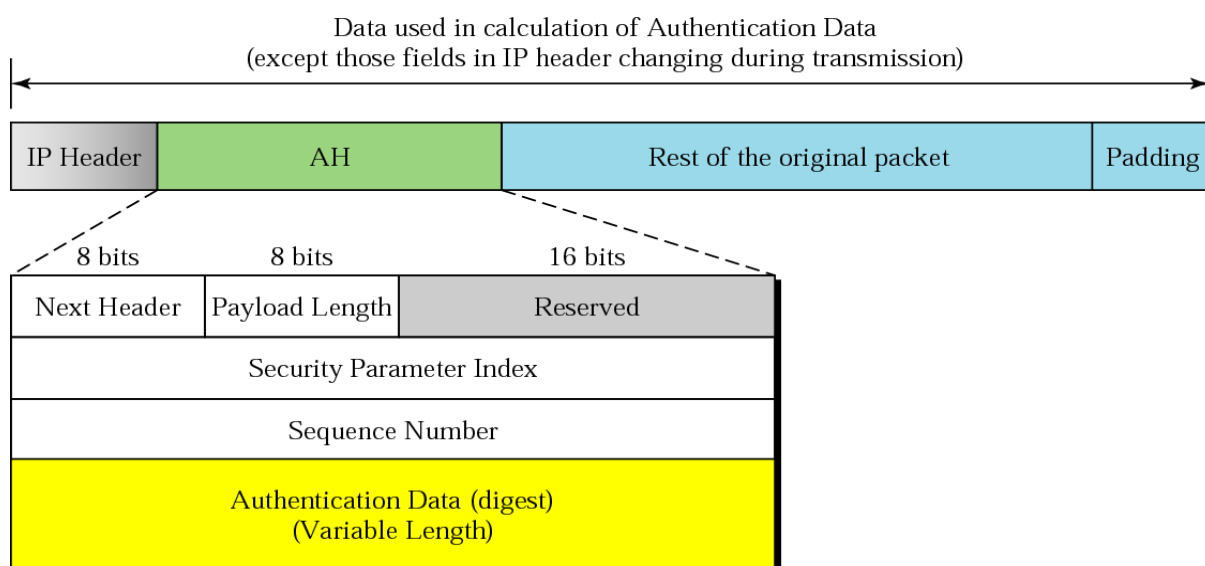 Data used in calculation of Authentication Data
(except those fields in IP header changing during transmission)
IP Header
AH
Rest of the original packet
Padding
8 bits
8 bits
16 bits
Next Header
Payload Length
Reserved
Security Parameter Index
Sequence Number
Authentication Data (digest)
(Variable Length)